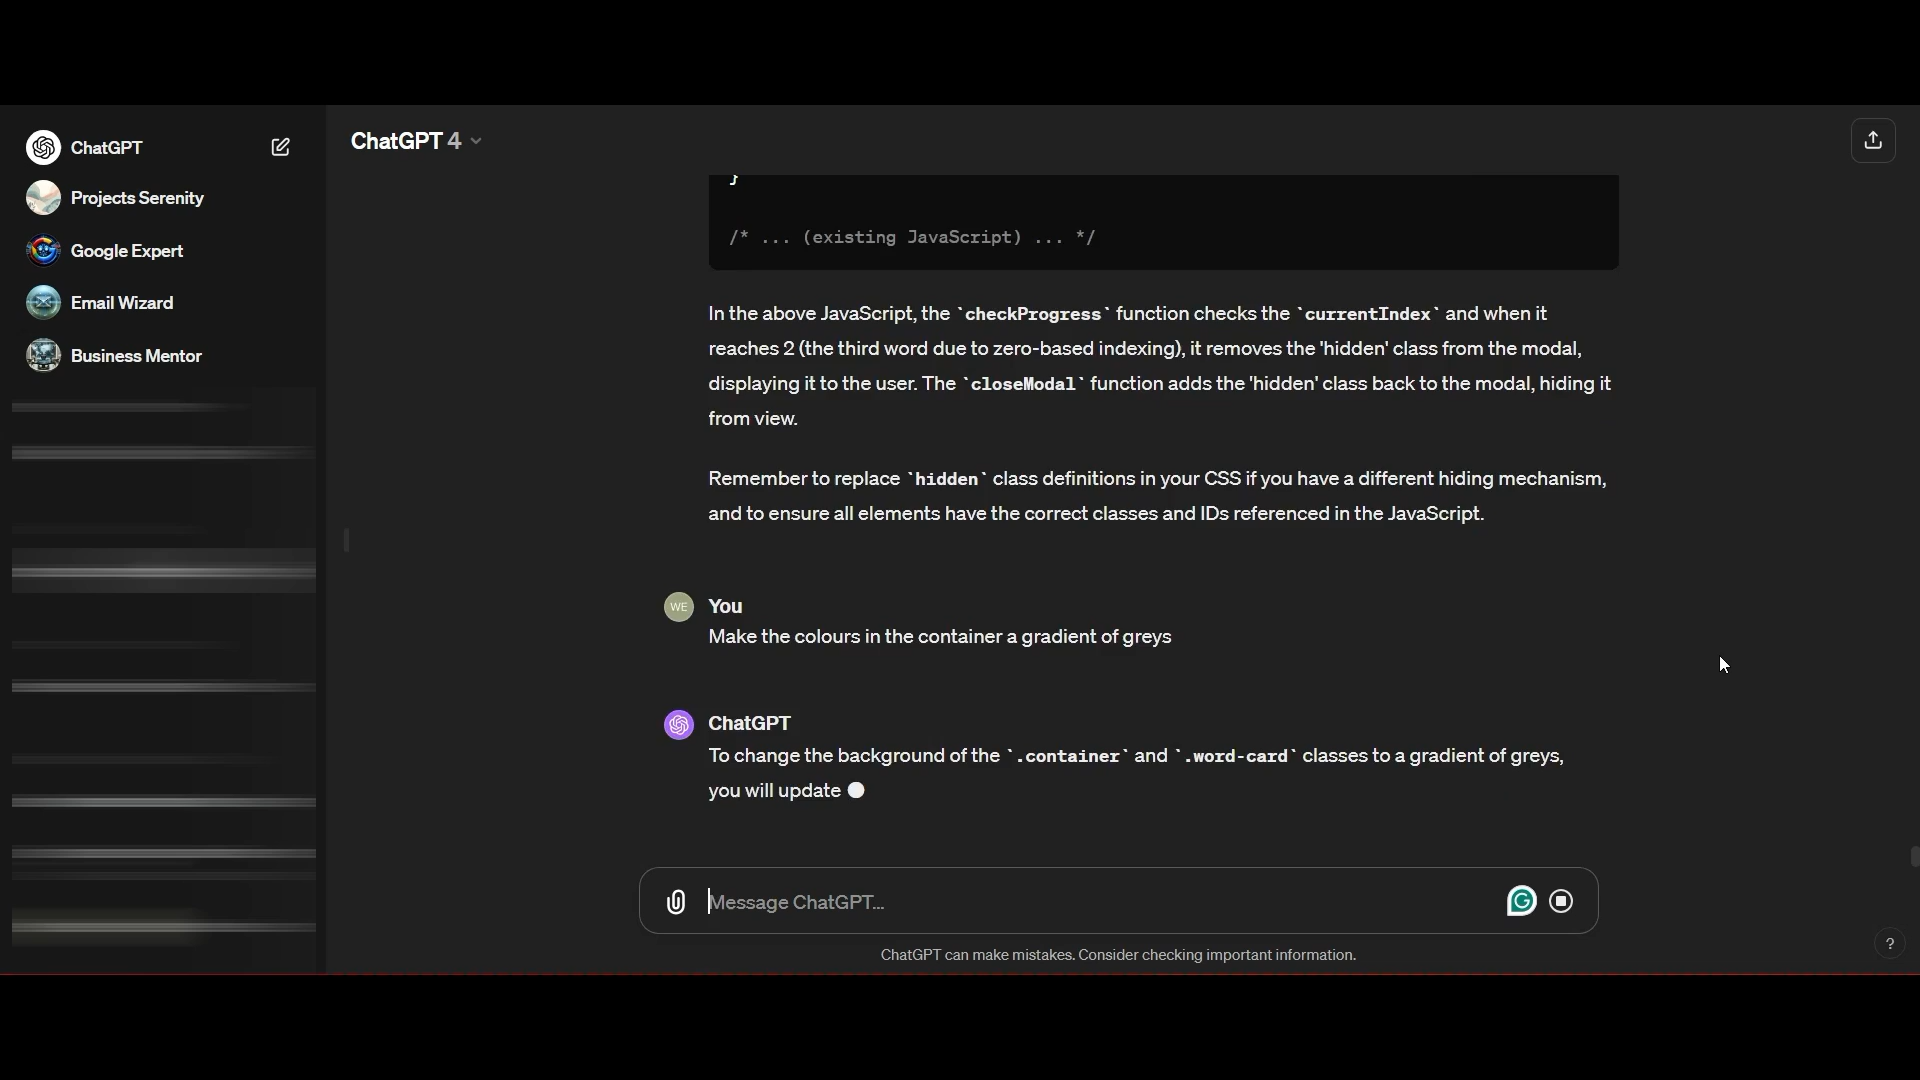 ChatGPT
Projects Serenity
Google Expert
Email Wizard
Business Mentor
ChatGPT 4
}
/* ... (existing JavaScript) ... */
In the above JavaScript, the `checkProgress` function checks the `currentIndex` and when it
reaches 2 (the third word due to zero-based indexing), it removes the 'hidden' class from the modal,
displaying it to the user. The `closeModal` function adds the 'hidden' class back to the modal, hiding it
from view.
Remember to replace `hidden` class definitions in your CSS if you have a different hiding mechanism,
and to ensure all elements have the correct classes and IDs referenced in the JavaScript.
WE You
Make the colours in the container a gradient of greys
ChatGPT
To change the background of the `.container` and `.word-card` classes to a gradient of greys,
you will update
Message ChatGPT...
ChatGPT can make mistakes. Consider checking important information.
?